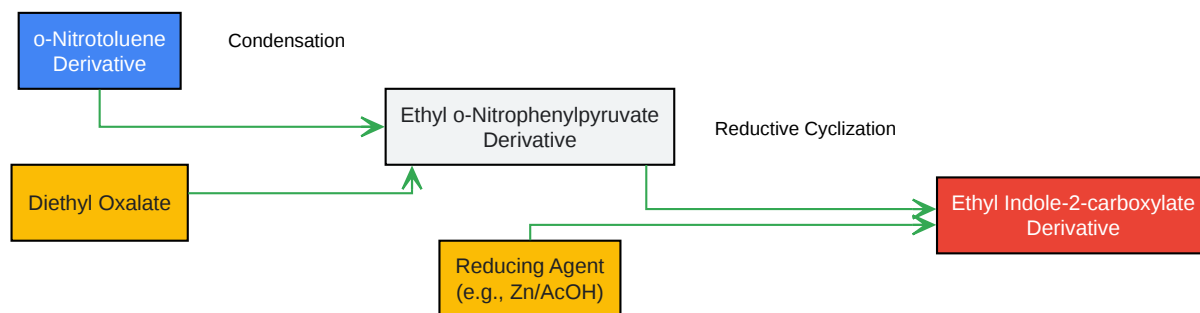 o-Nitrotoluene
Derivative
Condensation
Ethyl o-Nitrophenylpyruvate
Derivative
Reductive Cyclization
Diethyl Oxalate
Ethyl Indole-2-carboxylate
Derivative
Reducing Agent
(e.g., Zn/AcOH)